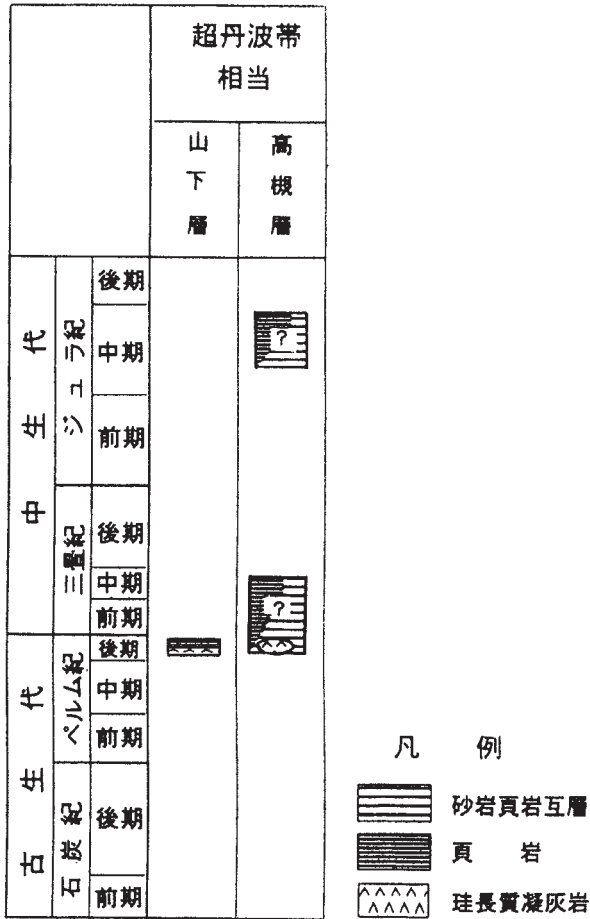 超丹波帯
相当
山下層
高槻層
中生代
ジュラ紀
後期
中期
前期
?
三畳紀
後期
中期
前期
?
古生代
ペルム紀
後期
中期
前期
石炭紀
後期
前期
凡例
砂岩頁岩互層
頁岩
珪長質凝灰岩